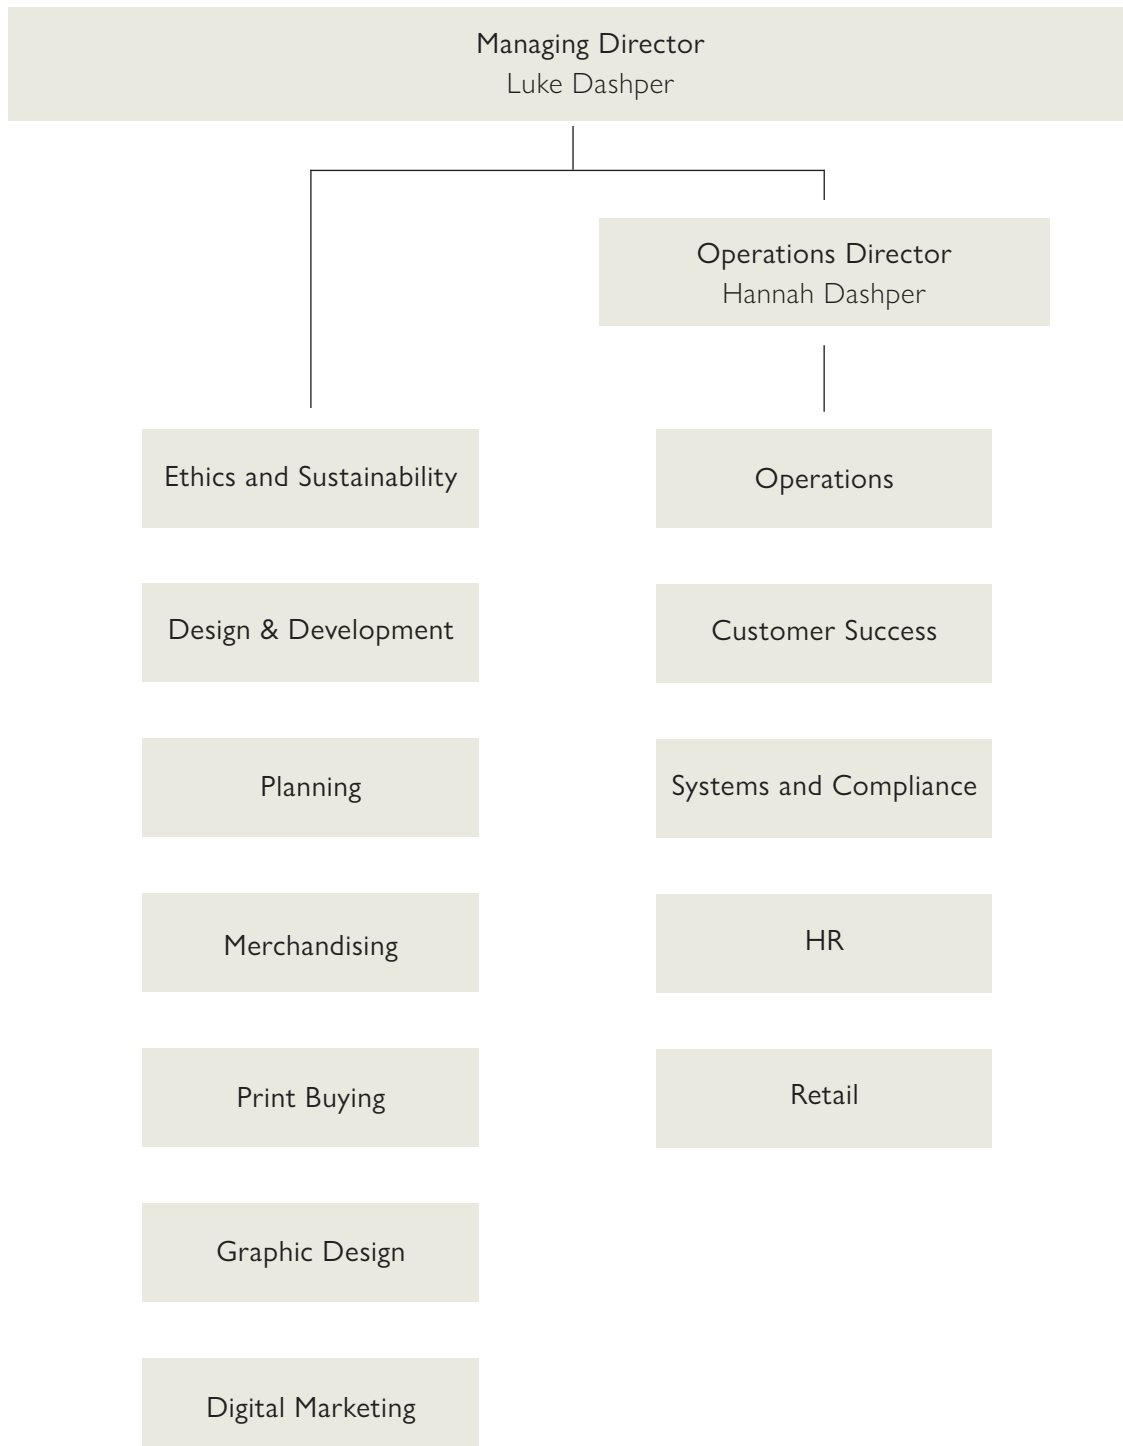 Managing Director
Luke Dashper
Operations Director
Hannah Dashper
Ethics and Sustainability
Design & Development
Planning
Merchandising
Print Buying
Graphic Design
Digital Marketing
Operations
Customer Success
Systems and Compliance
HR
Retail